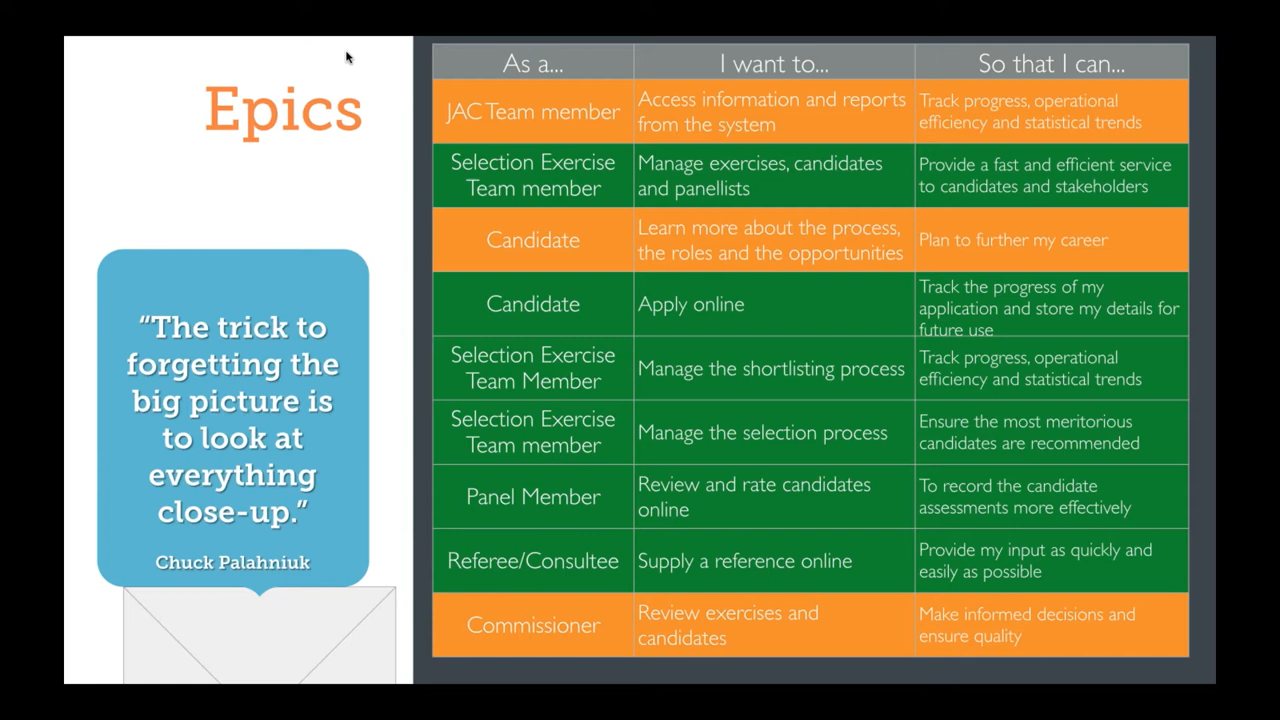 Epics
“The trick to
forgetting the
big picture is
to look at
everything
close-up.”
Chuck Palahniuk
As a...
I want to...
So that I can...
JAC Team member
Access information and reports
from the system
Track progress, operational
efficiency and statistical trends
Selection Exercise
Team member
Manage exercises, candidates
and panellists
Provide a fast and efficient service
to candidates and stakeholders
Candidate
Learn more about the process,
the roles and the opportunities
Plan to further my career
Candidate
Apply online
Track the progress of my
application and store my details for
future use
Selection Exercise
Team Member
Manage the shortlisting process
Track progress, operational
efficiency and statistical trends
Selection Exercise
Team member
Manage the selection process
Ensure the most meritorious
candidates are recommended
Panel Member
Review and rate candidates
online
To record the candidate
assessments more effectively
Referee/Consultee
Supply a reference online
Provide my input as quickly and
easily as possible
Commissioner
Review exercises and
candidates
Make informed decisions and
ensure quality